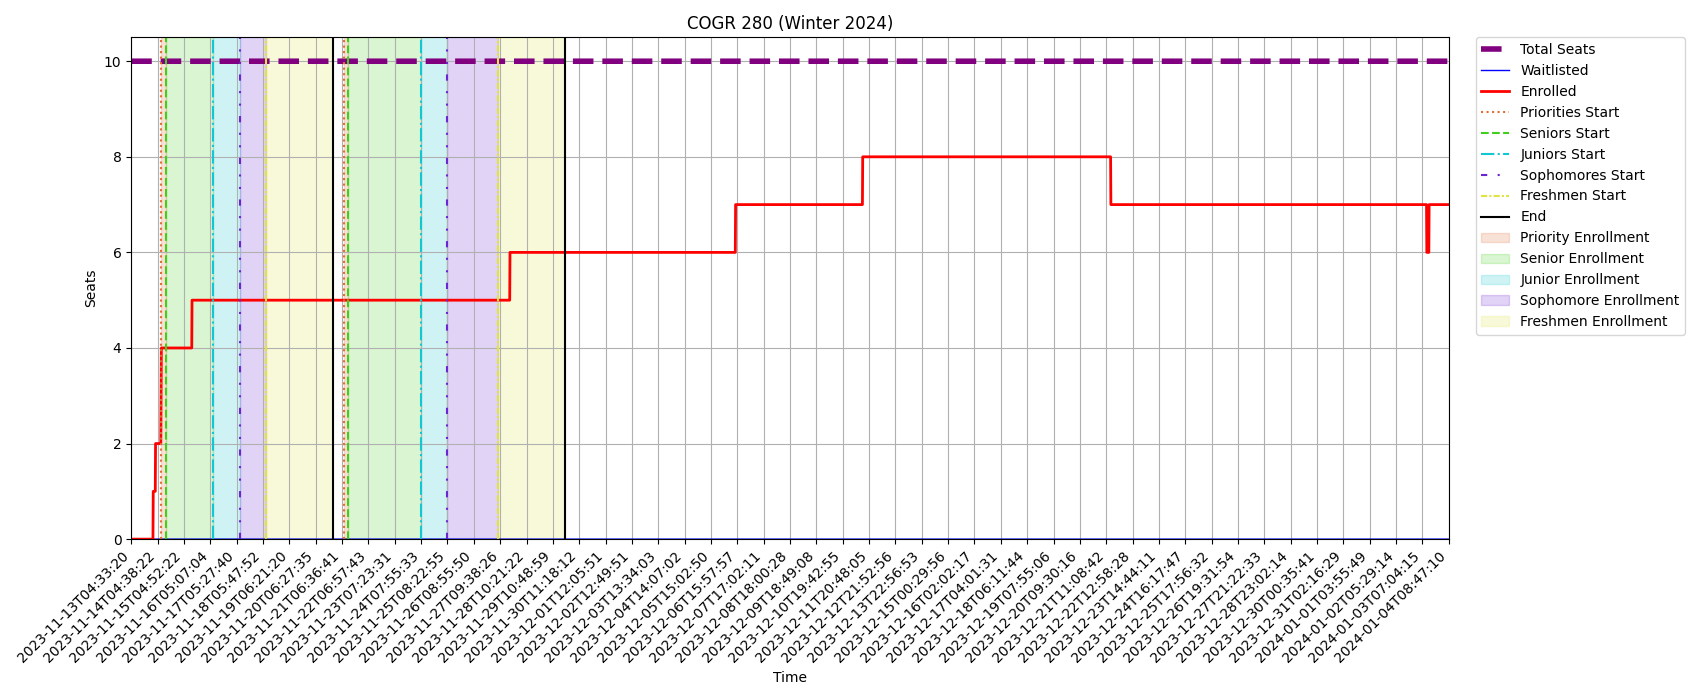 COGR 280 (Winter 2024)
Seats
10
8
6
4
2
0
2023-11-13T04:33:20
2023-11-14T04:38:22
2023-11-15T04:52:22
2023-11-16T05:07:04
2023-11-17T05:27:40
2023-11-18T05:47:52
2023-11-19T06:21:20
2023-11-20T06:27:35
2023-11-21T06:36:41
2023-11-22T06:57:43
2023-11-23T07:23:31
2023-11-24T07:55:33
2023-11-25T08:22:55
2023-11-26T08:55:50
2023-11-27T09:38:26
2023-11-28T10:21:22
2023-11-29T10:48:59
2023-11-30T11:18:12
2023-12-01T12:05:51
2023-12-02T12:49:51
2023-12-03T13:34:03
2023-12-04T14:07:02
2023-12-05T15:02:50
2023-12-06T15:57:57
2023-12-07T17:02:11
2023-12-08T18:00:28
2023-12-09T18:49:08
2023-12-10T19:42:55
2023-12-11T20:48:05
2023-12-12T21:52:56
2023-12-13T22:56:53
2023-12-15T00:29:56
2023-12-16T02:02:17
2023-12-17T04:01:31
2023-12-18T06:11:44
2023-12-19T07:55:06
2023-12-20T09:30:16
2023-12-21T11:08:42
2023-12-22T12:58:28
2023-12-23T14:44:11
2023-12-24T16:17:47
2023-12-25T17:56:32
2023-12-26T19:31:54
2023-12-27T21:22:33
2023-12-28T23:02:14
2023-12-30T00:35:41
2023-12-31T02:16:29
2024-01-01T03:55:49
2024-01-02T05:29:14
2024-01-03T07:04:15
2024-01-04T08:47:10
Time
Total Seats
Waitlisted
Enrolled
Priorities Start
Seniors Start
Juniors Start
Sophomores Start
Freshmen Start
End
Priority Enrollment
Senior Enrollment
Junior Enrollment
Sophomore Enrollment
Freshmen Enrollment